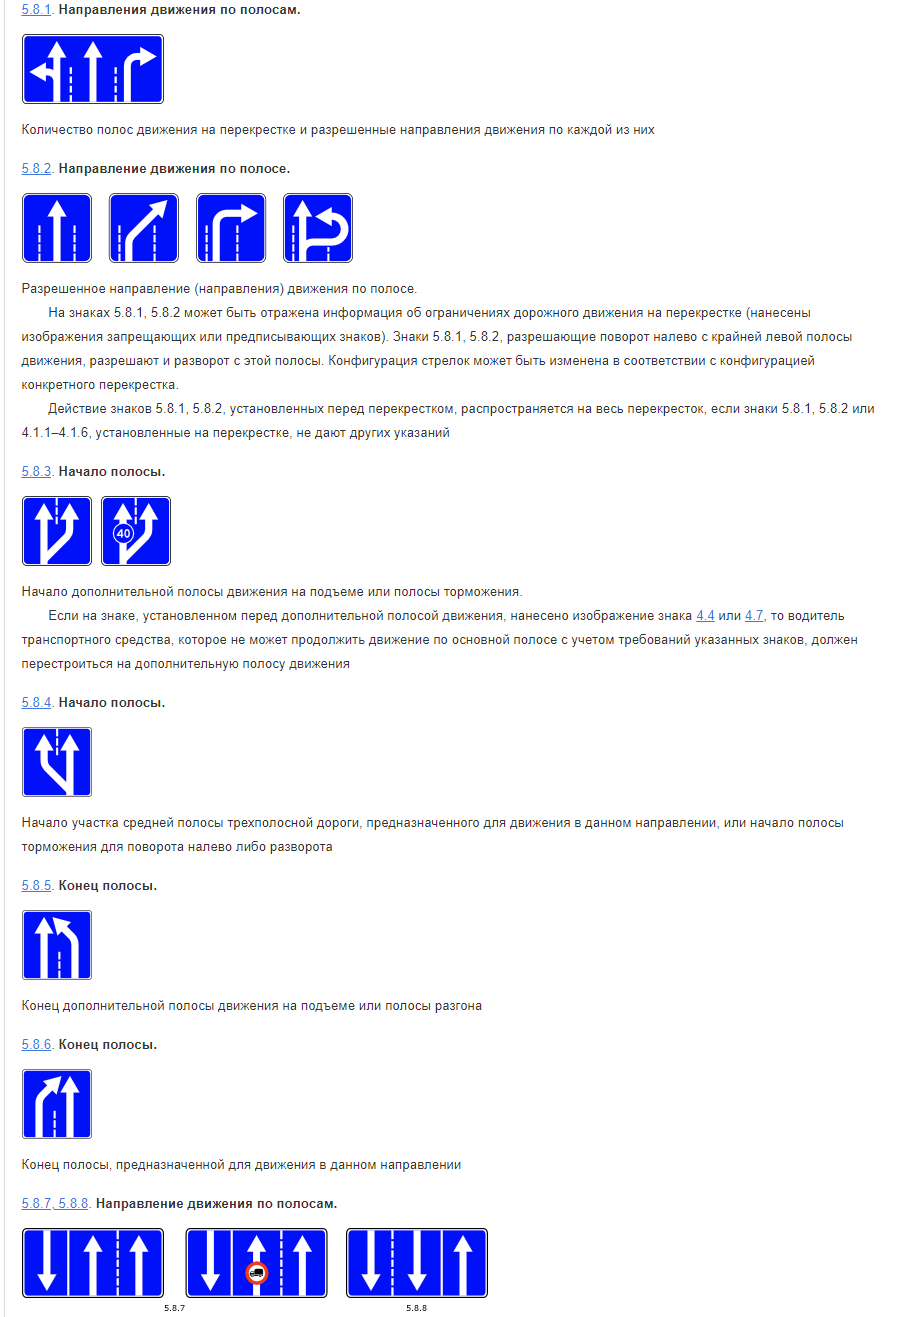 5.8.1. Направления движения по полосам.
Количество полос движения на перекрестке и разрешенные направления движения по каждой из них
5.8.2. Направление движения по полосе.
Разрешенное направление (направления) движения по полосе.
На знаках 5.8.1, 5.8.2 может быть отражена информация об ограничениях дорожного движения на перекрестке (нанесены
изображения запрещающих или предписывающих знаков). Знаки 5.8.1, 5.8.2, разрешающие поворот налево с крайней левой полосы
движения, разрешают и разворот с этой полосы. Конфигурация стрелок может быть изменена в соответствии с конфигурацией
конкретного перекрестка.
Действие знаков 5.8.1, 5.8.2, установленных перед перекрестком, распространяется на весь перекресток, если знаки 5.8.1, 5.8.2 или
4.1.1–4.1.6, установленные на перекрестке, не дают других указаний
5.8.3. Начало полосы.
40
Начало дополнительной полосы движения на подъеме или полосы торможения.
Если на знаке, установленном перед дополнительной полосой движения, нанесено изображение знака 4.4 или 4.7, то водитель
транспортного средства, которое не может продолжить движение по основной полосе с учетом требований указанных знаков, должен
перестроиться на дополнительную полосу движения
5.8.4. Начало полосы.
Начало участка средней полосы трехполосной дороги, предназначенного для движения в данном направлении, или начало полосы
торможения для поворота налево либо разворота
5.8.5. Конец полосы.
Конец дополнительной полосы движения на подъеме или полосы разгона
5.8.6. Конец полосы.
Конец полосы, предназначенной для движения в данном направлении
5.8.7, 5.8.8. Направление движения по полосам.
5.8.7 5.8.8